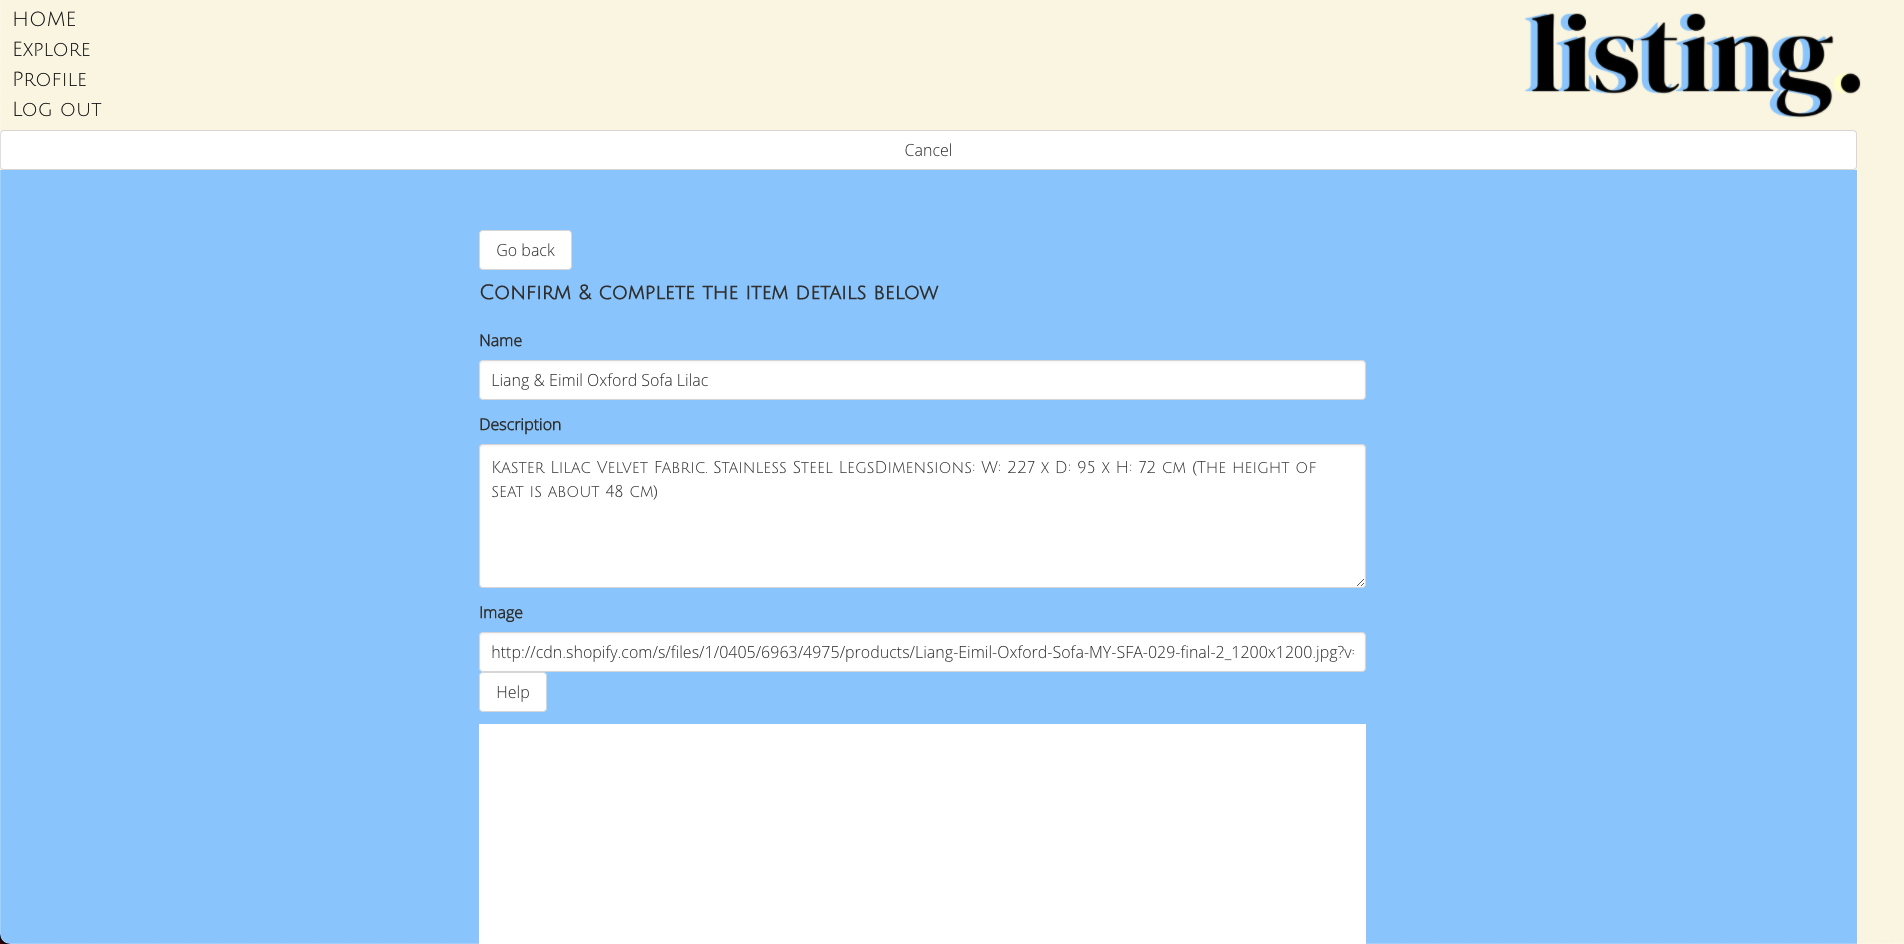 HOME
Explore
Profile
Log out
listing.
Cancel
Go back
Confirm & complete the item details below
Name
Liang & Eimil Oxford Sofa Lilac
Description
Kaster Lilac Velvet Fabric. Stainless Steel LegsDimensions: W: 227 x D: 95 x H: 72 cm (The height of
seat is about 48 cm)
Image
http://cdn.shopify.com/s/files/1/0405/6963/4975/products/Liang-Eimil-Oxford-Sofa-MY-SFA-029-final-2_1200x1200.jpg?v=
Help